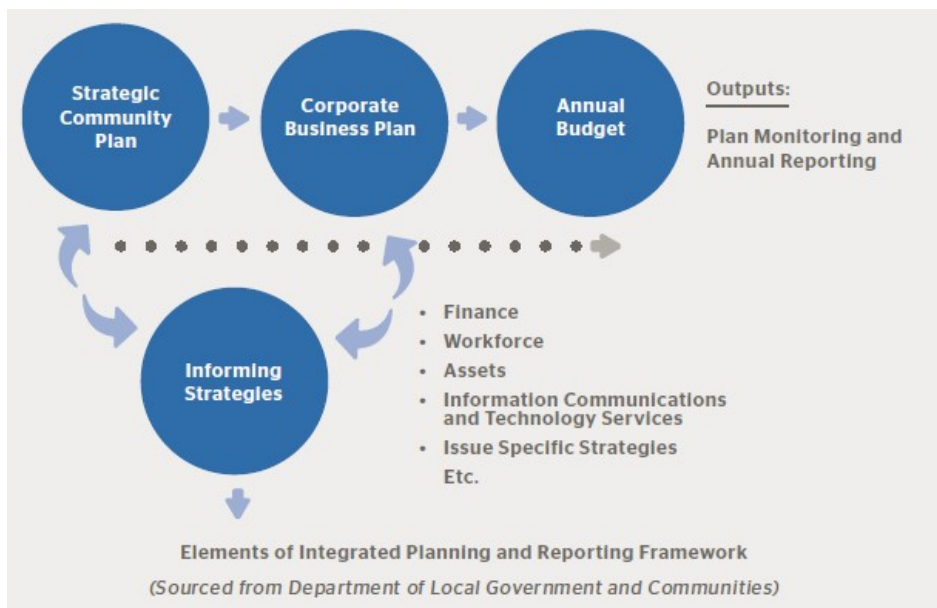 Strategic
Community
Plan
Corporate
Business Plan
Annual
Budget
Outputs:
Plan Monitoring and
Annual Reporting
Informing
Strategies
• Finance
• Workforce
• Assets
• Information Communications
and Technology Services
• Issue Specific Strategies
Etc.
Elements of Integrated Planning and Reporting Framework
(Sourced from Department of Local Government and Communities)